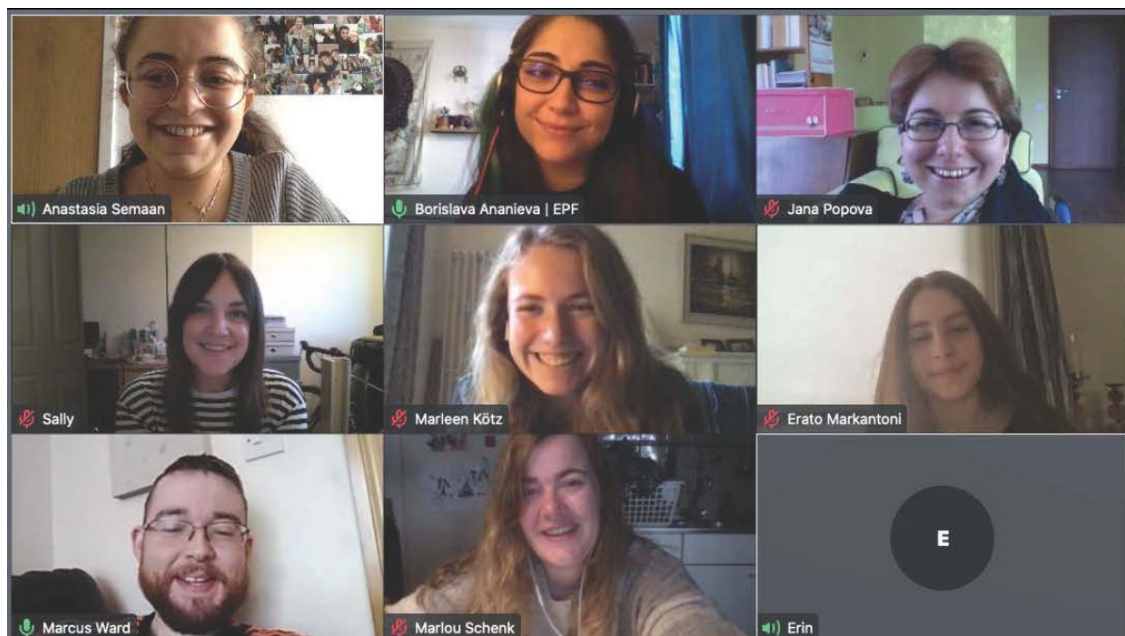 Anastasia Semaan
Borislava Ananieva | EPF
Jana Popova
Sally
Marleen Kötz
Erato Markantoni
Marcus Ward
Marlou Schenk
E
Erin